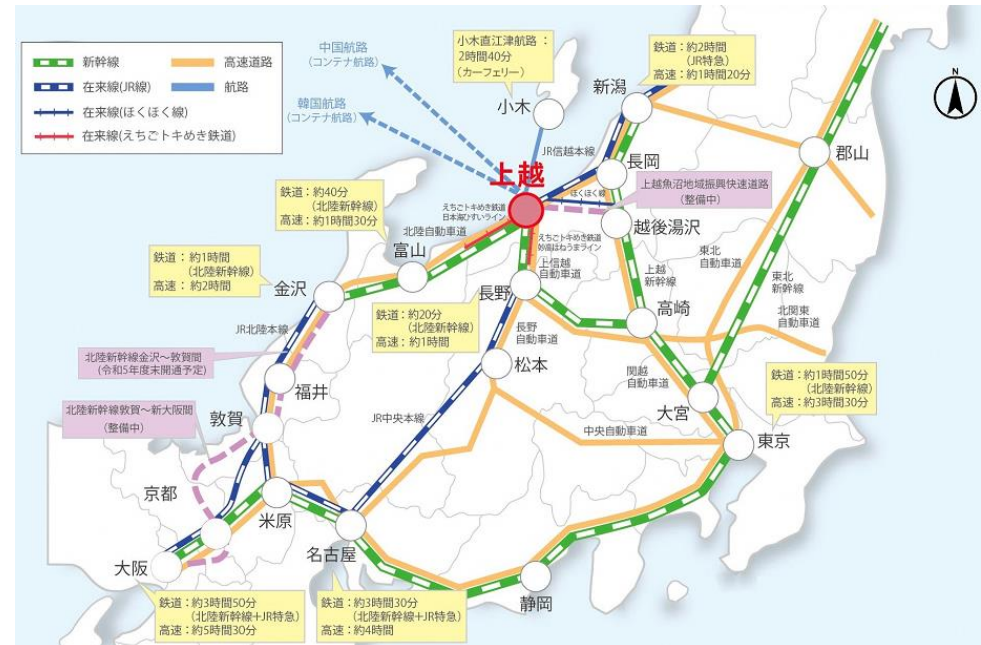 新幹線
高速道路
在来線(JR線)
航路
在来線(ほくほく線)
在来線(えちごトキめき鉄道)
中国航路
(コンテナ航路)
韓国航路
(コンテナ航路)
小木直江津航路：
2時間40分
(カーフェリー)
小木
鉄道：約2時間
(JR特急)
高速：約1時間20分
新潟
N
JR信越本線
長岡
郡山
上越
ほくほく線
上越魚沼地域振興快速道路
(整備中)
鉄道：約40分
(北陸新幹線)
高速：約1時間30分
えちごトキめき鉄道
日本海ひすいライン
北陸自動車道
富山
えちごトキめき鉄道
妙高はねうまライン
上信越
自動車道
越後湯沢
東北
自動車道
東北
新幹線
上越
新幹線
北関東
自動車道
鉄道：約1時間
(北陸新幹線)
高速：約2時間
金沢
長野
高崎
JR北陸本線
鉄道：約20分
(北陸新幹線)
高速：約1時間
長野
自動車道
松本
関越
自動車道
北陸新幹線金沢～敦賀間
(令和5年度末開通予定)
福井
鉄道：約1時間50分
(北陸新幹線)
高速：約3時間30分
北陸新幹線敦賀～新大阪間
(整備中)
敦賀
JR中央本線
大宮
中央自動車道
東京
京都
米原
名古屋
大阪
静岡
鉄道：約3時間50分
(北陸新幹線+JR特急)
高速：約5時間30分
鉄道：約3時間30分
(北陸新幹線+JR特急)
高速：約4時間